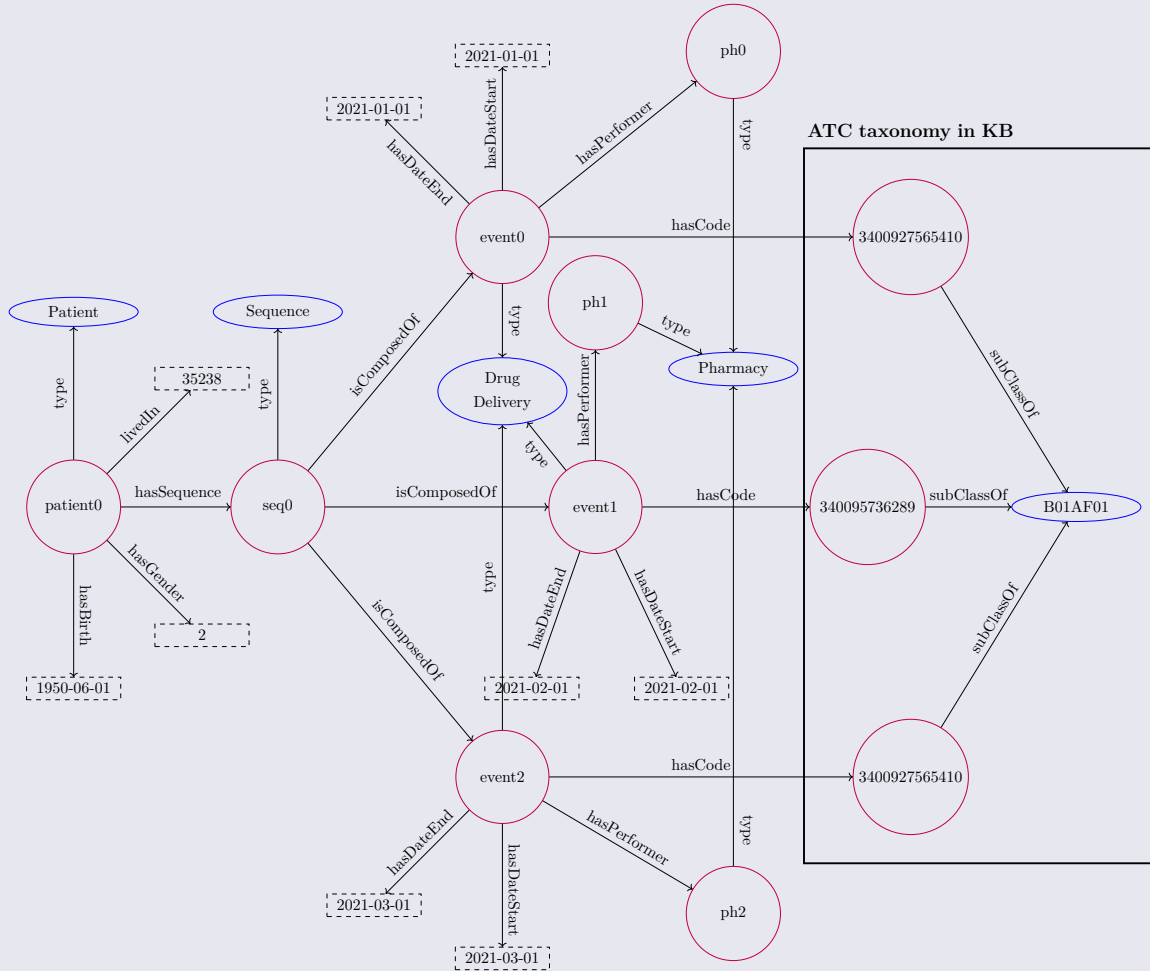 ph0
2021-01-01
2021-01-01
hasDateStart
hasDateEnd
hasPerformer
type
ATC taxonomy in KB
event0
hasCode
3400927565410
ph1
type
type
isComposedOf
subClassOf
Patient
Sequence
Pharmacy
Drug
Delivery
35238
type
livedIn
type
hasPerformer
type
patient0
hasSequence
seq0
isComposedOf
event1
hasCode
340095736289
subClassOf
B01AF01
hasBirth
hasGender
2
isComposedOf
type
hasDateEnd
hasDateStart
subClassOf
1950-06-01
2021-02-01
2021-02-01
event2
hasCode
3400927565410
hasDateEnd
hasDateStart
hasPerformer
type
2021-03-01
ph2
2021-03-01